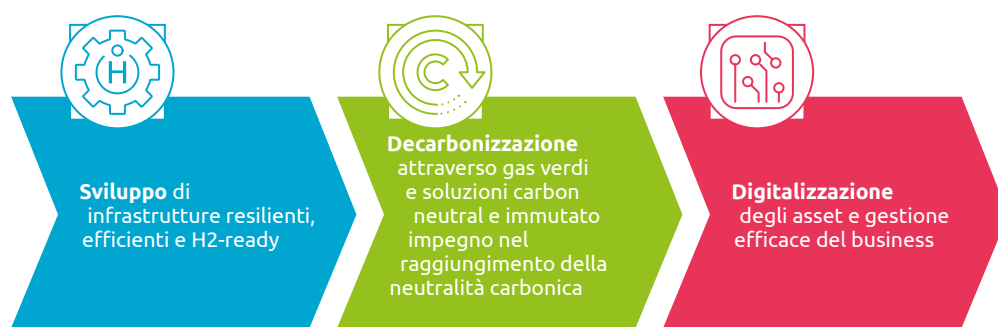 H
Sviluppo di
infrastrutture resilienti,
efficienti e H2-ready
C
Decarbonizzazione
attraverso gas verdi
e soluzioni carbon
neutral e immutato
impegno nel
raggiungimento della
neutralità carbonica
Digitalizzazione
degli asset e gestione
efficace del business